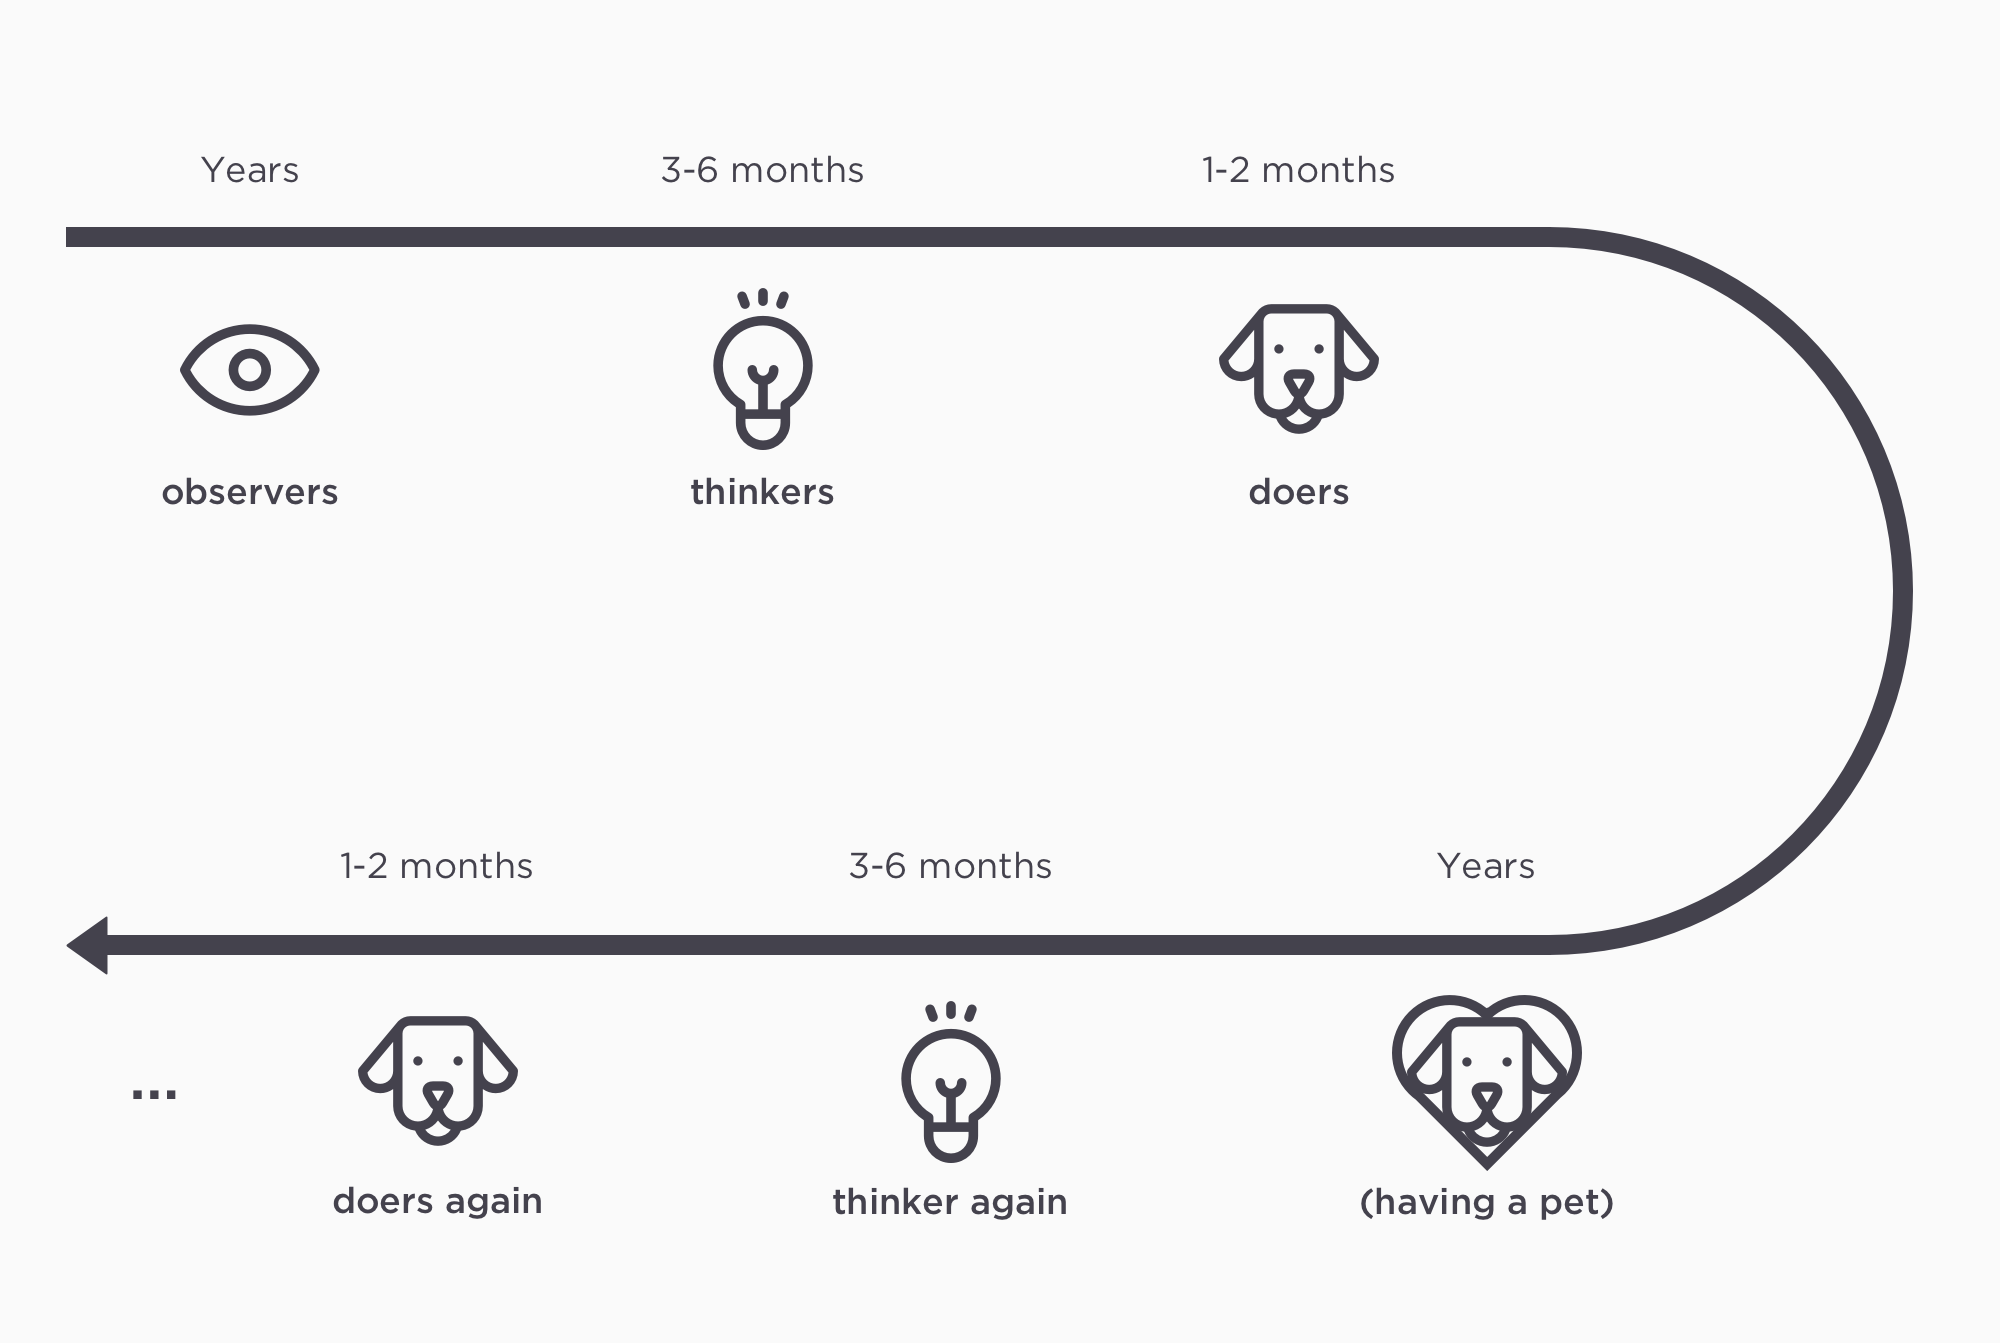 Years
3-6 months
1-2 months
observers
thinkers
doers
1-2 months
3-6 months
Years
...
doers again
thinker again
(having a pet)